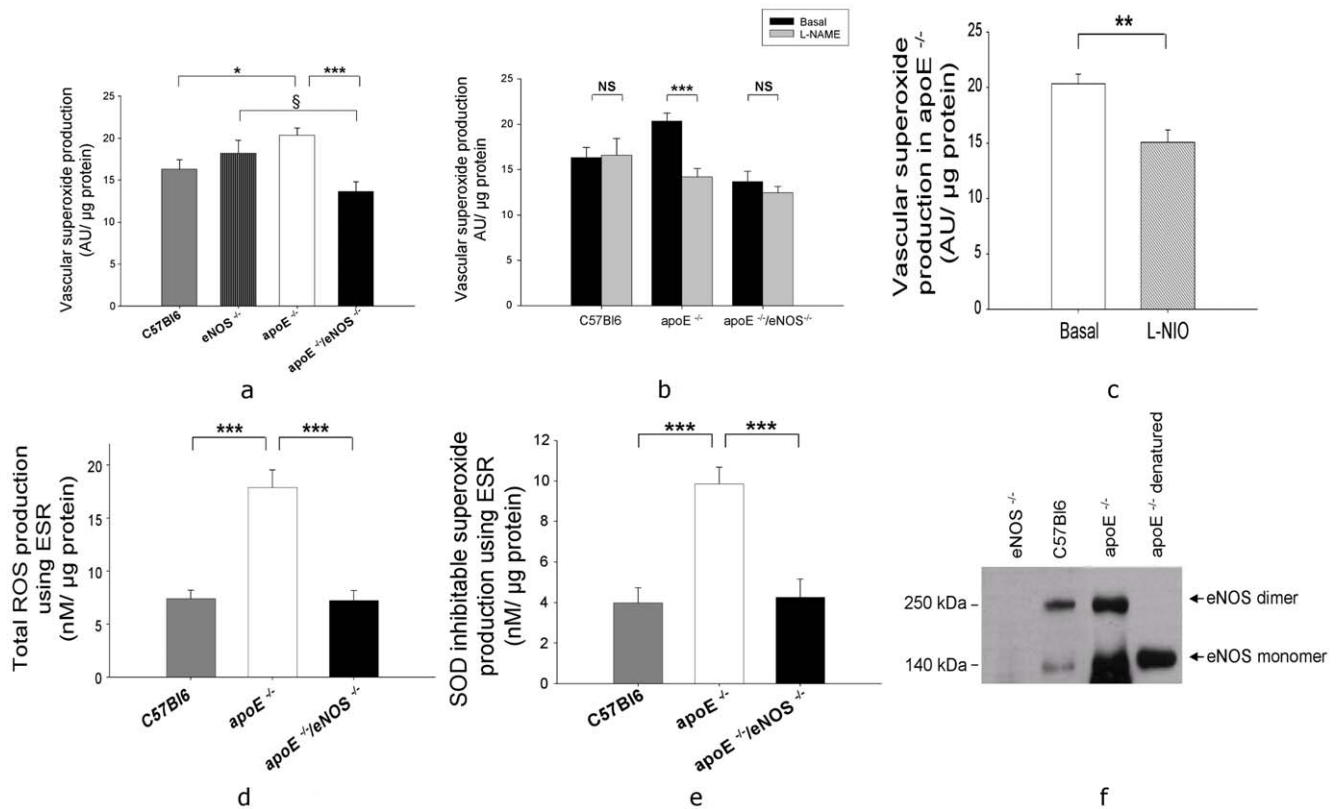 Basal
L-NAME
* ***
§
Vascular superoxide production
(AU/ µg protein)
25
20
15
10
5
0
C57Bl6
eNOS -/-
apoE -/-
apoE -/-/eNOS -/-
a
NS *** NS
Vascular superoxide production
AU/ µg protein)
25
20
15
10
5
0
C57Bl6 apoE -/- apoE -/-/eNOS-/-
b
**
Vascular superoxide
production in apoE -/-
(AU/ µg protein)
25
20
15
10
5
0
Basal L-NIO
c
*** ***
Total ROS production
using ESR
(nM/ µg protein)
20
15
10
5
0
C57Bl6
apoE -/-
apoE -/-/eNOS -/-
d
*** ***
SOD inhibitable superoxide
production using ESR
(nM/ µg protein)
12
10
8
6
4
2
0
C57Bl6
apoE -/-
apoE -/-/eNOS -/-
e
eNOS -/-
C57Bl6
apoE -/-
apoE -/- denatured
250 kDa –
eNOS dimer
140 kDa –
eNOS monomer
f